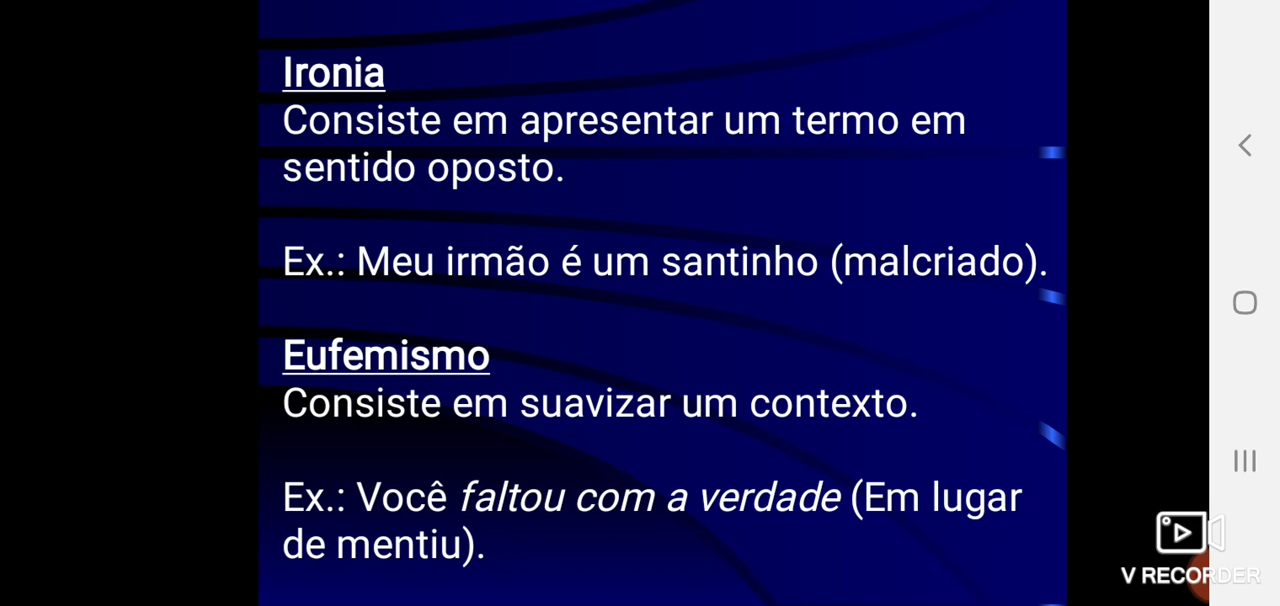 Ironia
Consiste em apresentar um termo em
sentido oposto.
Ex.: Meu irmão é um santinho (malcriado).
Eufemismo
Consiste em suavizar um contexto.
Ex.: Você faltou com a verdade (Em lugar
de mentiu).
V RECORDER